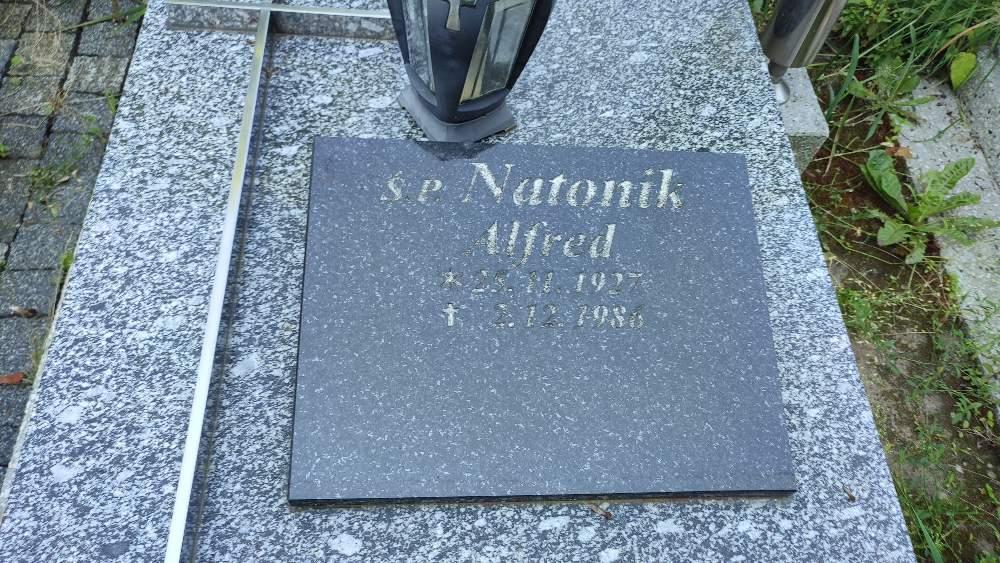 Ś.P. Natonik
Alfred
* 25. 11. 1927
† 2. 12. 1986